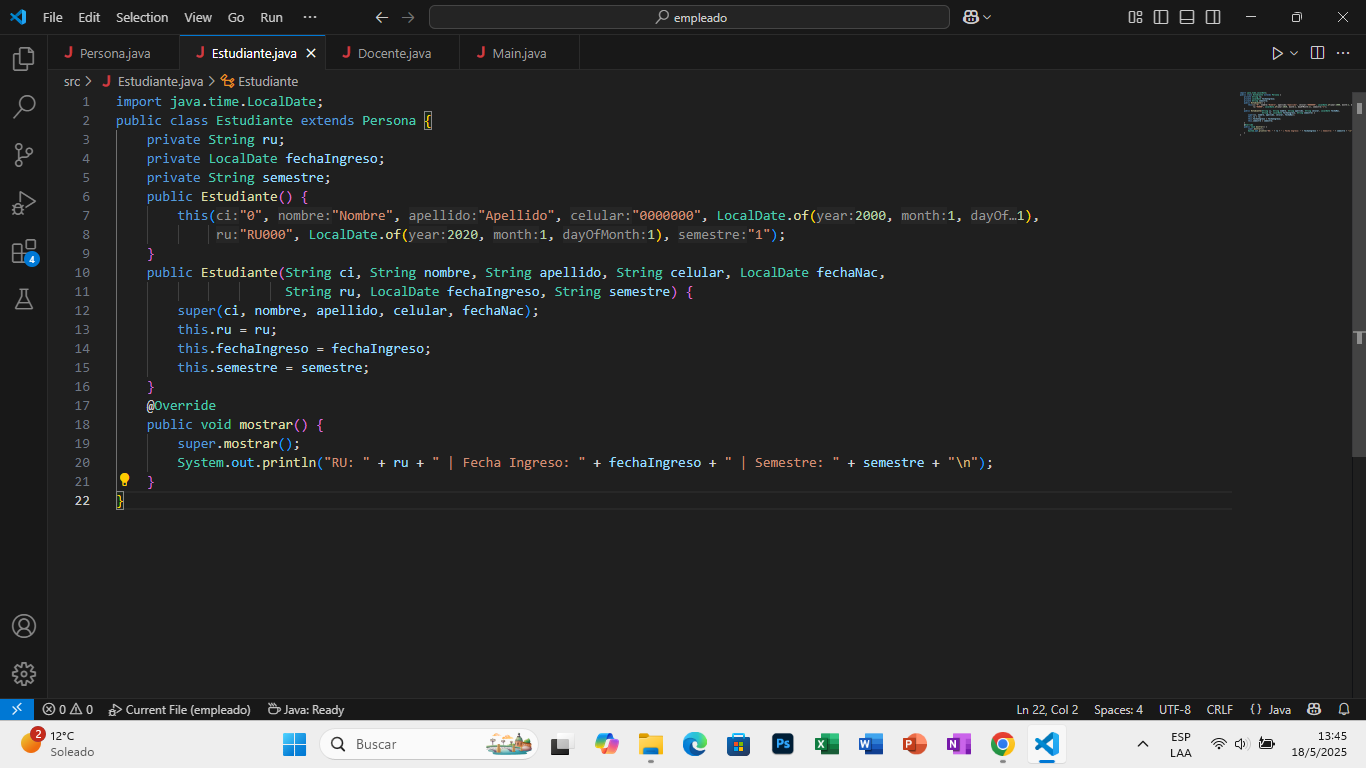 File Edit Selection View Go Run ··· empleado
Persona.java Estudiante.java Docente.java Main.java
src > Estudiante.java > Estudiante
1 import java.time.LocalDate;
2 public class Estudiante extends Persona {
3 private String ru;
4 private LocalDate fechaIngreso;
5 private String semestre;
6 public Estudiante() {
7 this(ci:"0", nombre:"Nombre", apellido:"Apellido", celular:"0000000", LocalDate.of(year:2000, month:1, dayOf…1),
8 ru:"RU000", LocalDate.of(year:2020, month:1, dayOfMonth:1), semestre:"1");
9 }
10 public Estudiante(String ci, String nombre, String apellido, String celular, LocalDate fechaNac,
11 String ru, LocalDate fechaIngreso, String semestre) {
12 super(ci, nombre, apellido, celular, fechaNac);
13 this.ru = ru;
14 this.fechaIngreso = fechaIngreso;
15 this.semestre = semestre;
16 }
17 @Override
18 public void mostrar() {
19 super.mostrar();
20 System.out.println("RU: " + ru + " | Fecha Ingreso: " + fechaIngreso + " | Semestre: " + semestre + "\n");
21 }
22 }
4
0 0 Current File (empleado) Java: Ready Ln 22, Col 2 Spaces: 4 UTF-8 CRLF {} Java
2 12°C
Soleado
Buscar
Ps
ESP
LAA
13:45
18/5/2025